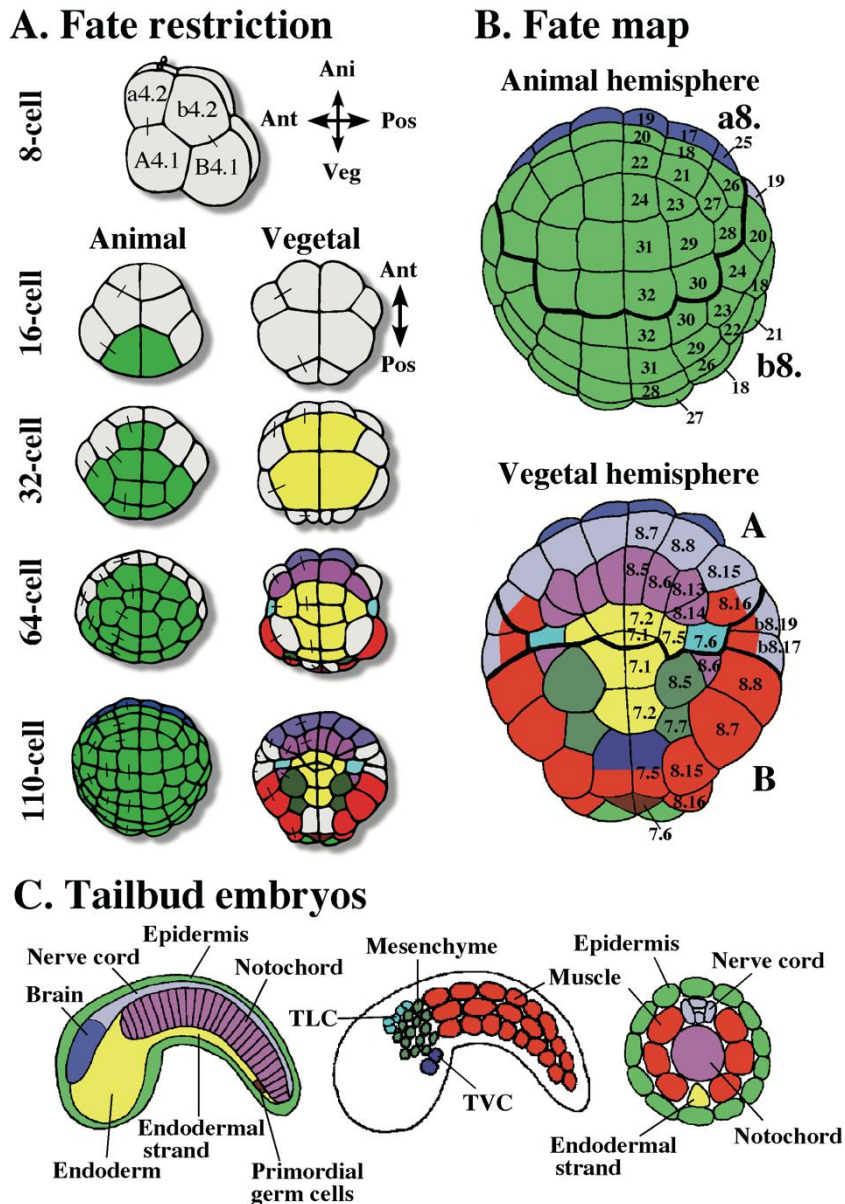 A. Fate restriction
8-cell
a4.2
b4.2
A4.1
B4.1
Ani
Ant
Pos
Veg
Animal
Vegetal
16-cell
Ant
Pos
32-cell
64-cell
110-cell
B. Fate map
Animal hemisphere
a8.
19
17
25
20
18
22
21
26
19
24
23
27
31
29
28
20
30
24
32
18
32
30
23
22
21
29
31
26
b8.
28
18
27
Vegetal hemisphere
A
8.7
8.8
8.5
8.6
8.13
8.15
8.14
8.16
7.2
7.1
7.5
7.6
b8.19
b8.17
7.1
8.6
8.5
8.8
7.2
7.7
8.7
7.5
8.15
B
8.16
7.6
C. Tailbud embryos
Epidermis
Nerve cord
Notochord
Brain
Endodermal
strand
Endoderm
Primordial
germ cells
Mesenchyme
Muscle
TLC
TVC
Epidermis
Nerve cord
Endodermal
strand
Notochord